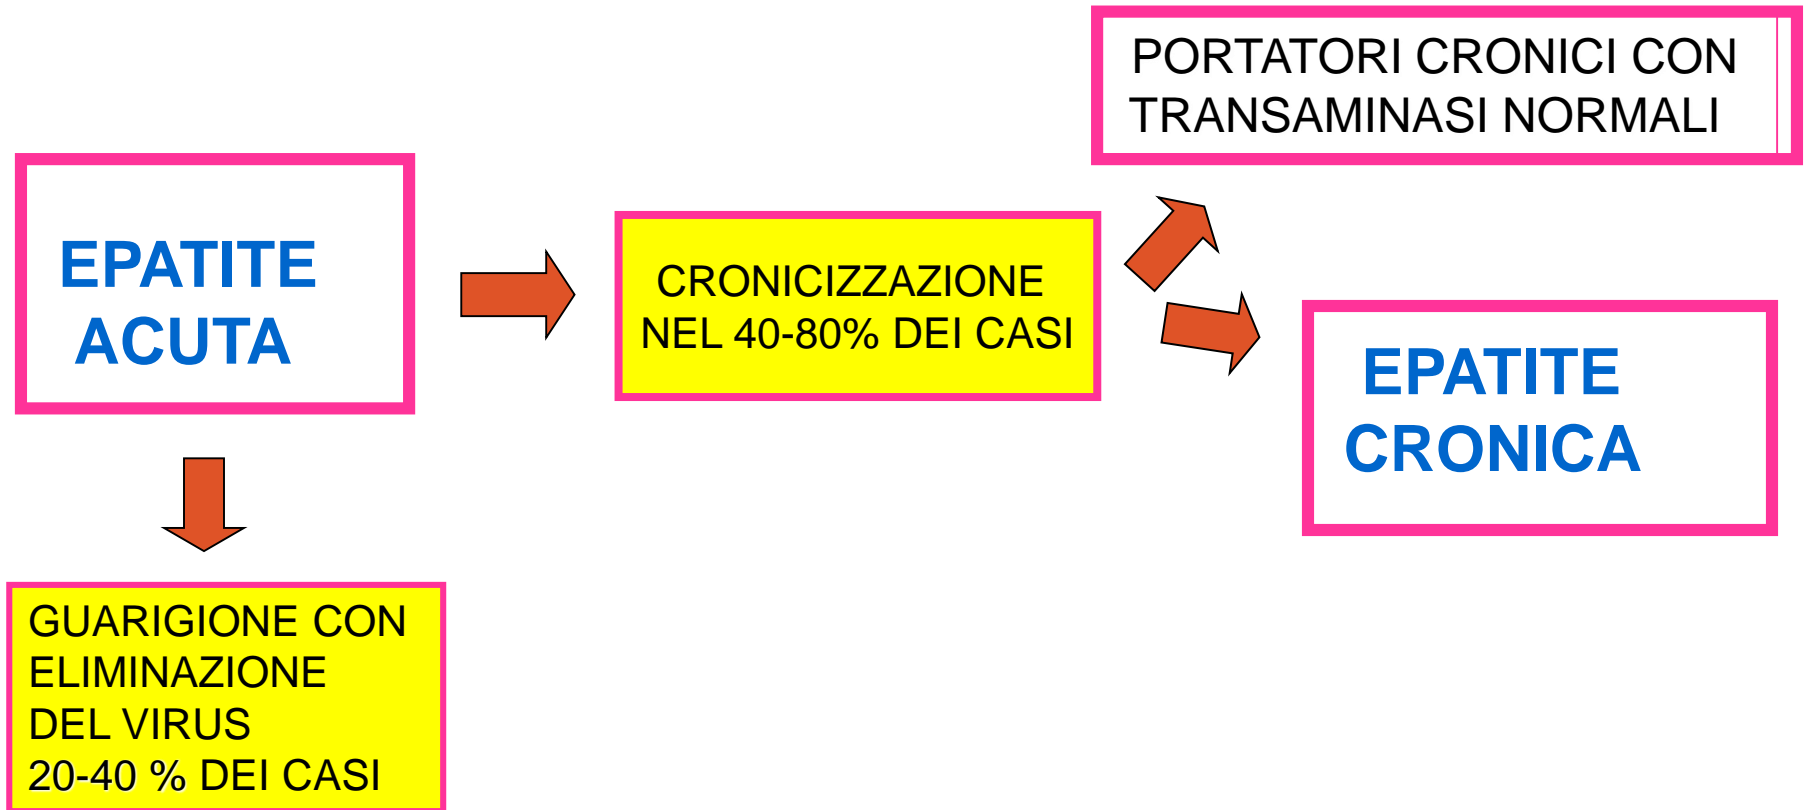 PORTATORI CRONICI CON
TRANSAMINASI NORMALI
EPATITE
ACUTA
CRONICIZZAZIONE
NEL 40-80% DEI CASI
EPATITE
CRONICA
GUARIGIONE CON
ELIMINAZIONE
DEL VIRUS
20-40 % DEI CASI